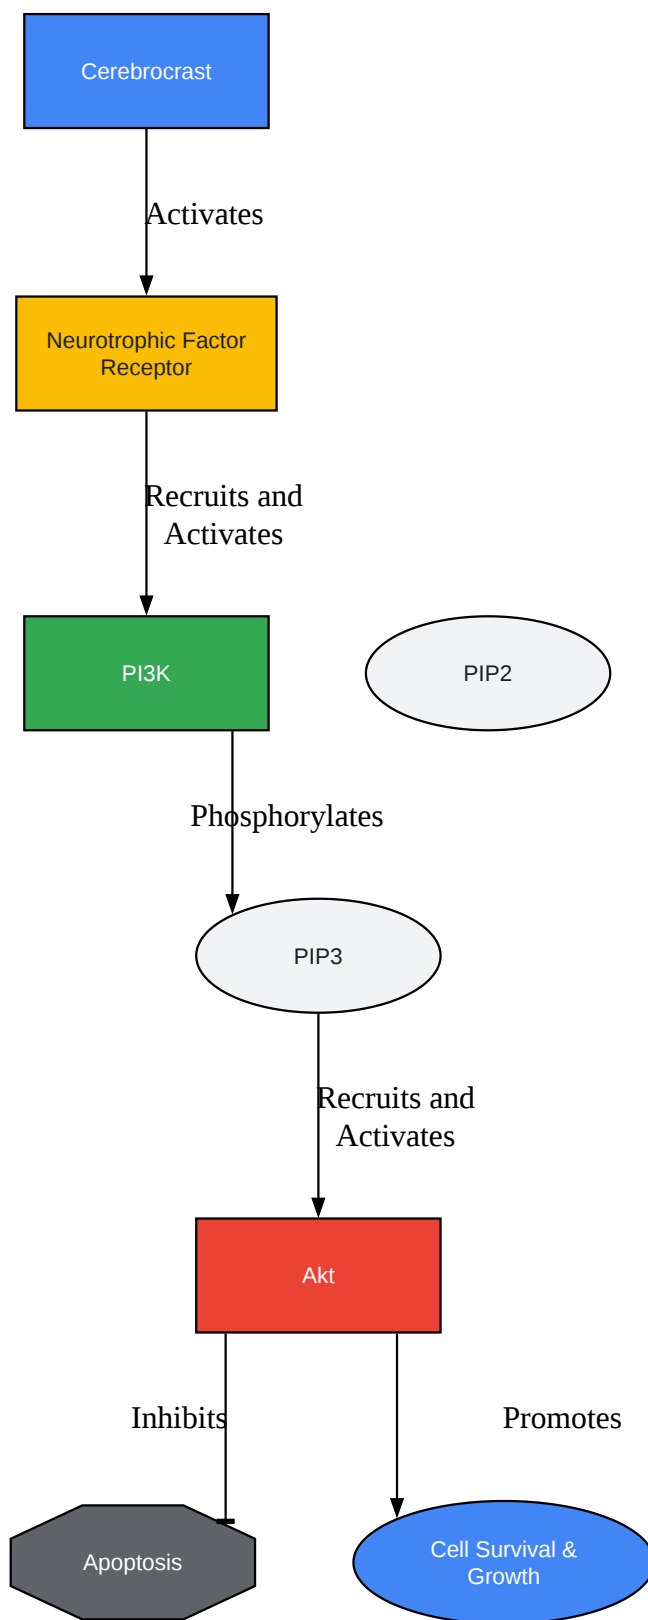 Cerebrocrast
Activates
Neurotrophic Factor
Receptor
Recruits and
Activates
PI3K
PIP2
Phosphorylates
PIP3
Recruits and
Activates
Akt
Inhibits
Promotes
Apoptosis
Cell Survival &
Growth